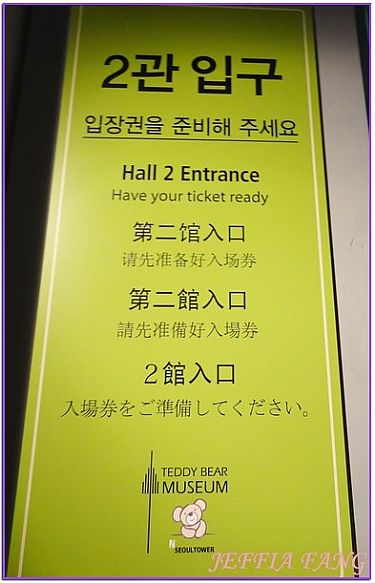 2관 입구
입장권을 준비해 주세요
Hall 2 Entrance
Have your ticket ready
第二馆入口
请先准备好入场券
第二館入口
請先準備好入場券
2館入口
入場券をご準備してください。
TEDDY BEAR
MUSEUM
N
SEOULTOWER
JEFFIA FANG